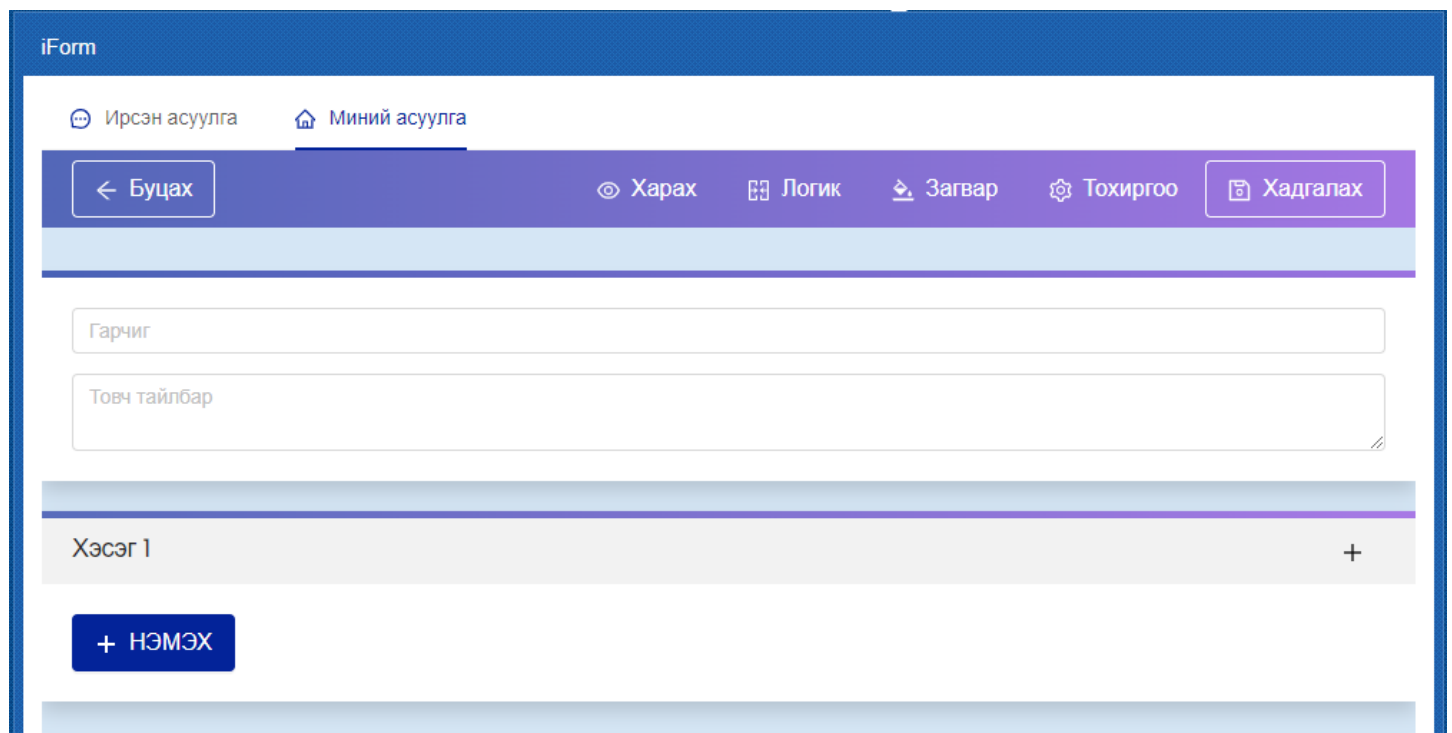 iForm
Ирсэн асуулга Миний асуулга
Буцах Харах Логик Загвар Тохиргоо Хадгалах
Гарчиг
Товч тайлбар
Хэсэг 1
+ НЭМЭХ